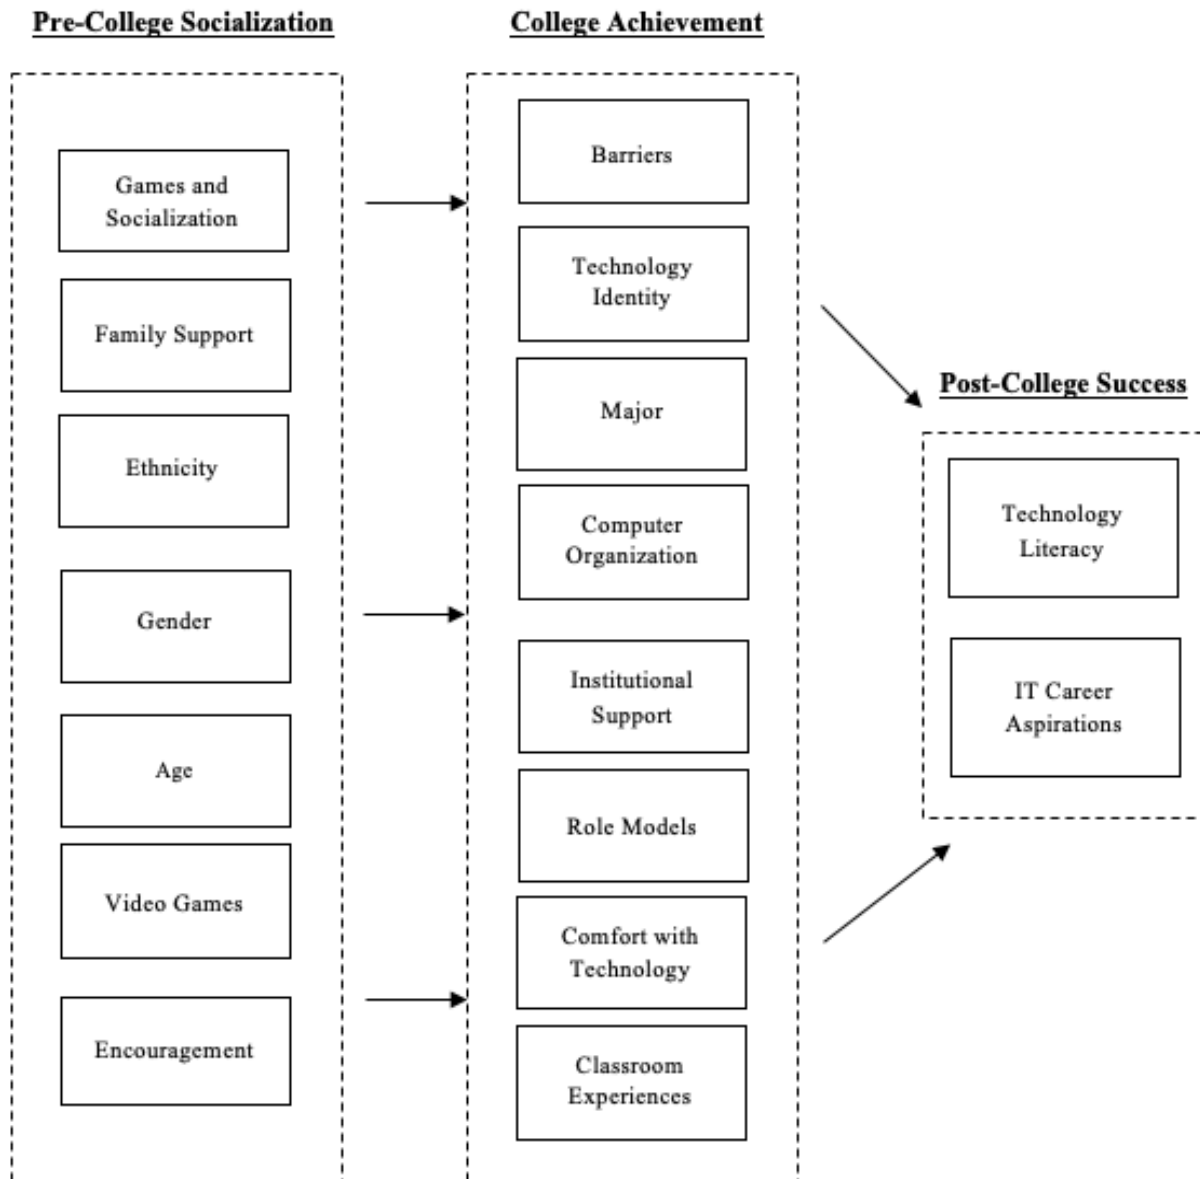 Pre-College Socialization
Games and
Socialization
Family Support
Ethnicity
Gender
Age
Video Games
Encouragement
College Achievement
Barriers
Technology
Identity
Major
Computer
Organization
Institutional
Support
Role Models
Comfort with
Technology
Classroom
Experiences
Post-College Success
Technology
Literacy
IT Career
Aspirations